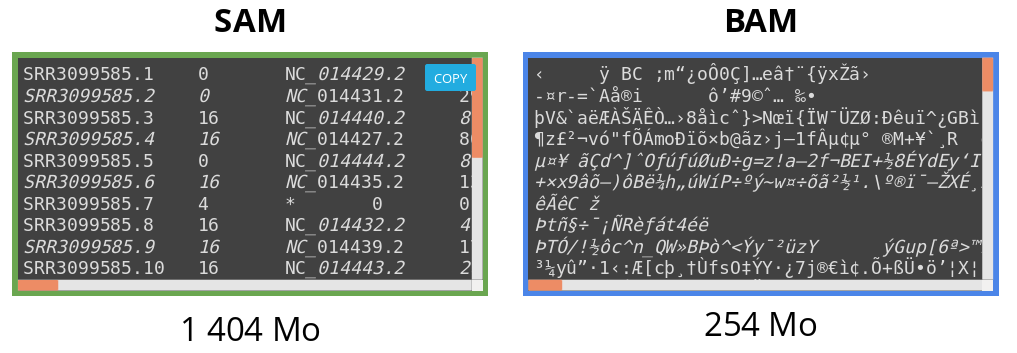 SAM
BAM
SRR3099585.1 0 NC_014429.2
COPY
SRR3099585.2 0 NC_014431.2 2
SRR3099585.3 16 NC_014440.2 8
SRR3099585.4 16 NC_014427.2 8
SRR3099585.5 0 NC_014444.2 8
SRR3099585.6 16 NC_014435.2 1
SRR3099585.7 4 * 0 0
SRR3099585.8 16 NC_014432.2 4
SRR3099585.9 16 NC_014439.2 1
SRR3099585.10 16 NC_014443.2 2
‹ ÿ BC ;m“¿oÔ0Ç]…eâ†¨{ÿxŽã›
-¤r-=`Aå®i ô’#9©ˆ… ‰•
þV&`aëÆÀŠÄÊÒ…›8åìcˆ}>Nœï{ÏW¨ÜZØ:Ðêuï^¿GBì
¶z£²¬vó"fÕÁmoÐïõ×b@ãz›j—1fÂµ¢µ° ®M+¥`¸R
µ¤¥ ãÇd^]ˆOfúfúØuÐ÷g=z!a—2f¬BEI+½8ÉYdEy‘I
+×x9âõ—)ôBë¼h„úWíP÷ºý~w¤÷õã²½¹.\º®ï¯—ŽXÉ¸
êÃêC ž
Þtñ§÷¯¡ÑRèfát4éë
ÞTÓ/!½ôc^n_QW»BÞò^<Ýy¯²üzY ýGup[6ª>™
³¼yû”·1‹:Æ[cþ¸†ÙfsO‡ÝY·¿7j®€ì¢.Õ+ßÜ•ö’¦X¦
1 404 Mo
254 Mo